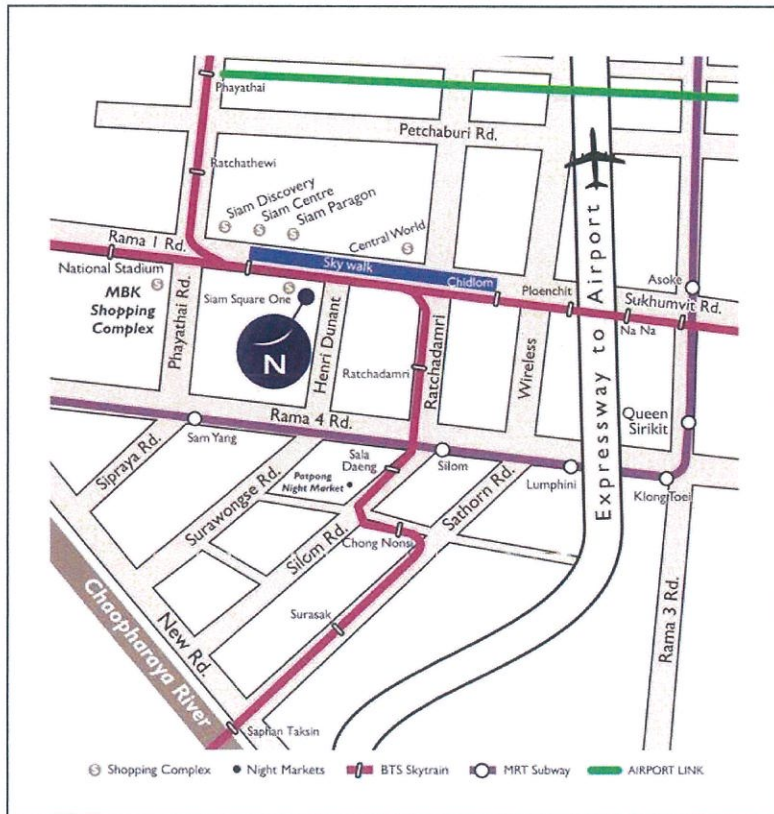 Phayathai
Petchaburi Rd.
Ratchathewi
Siam Discovery
Siam Centre
Siam Paragon
Central World
Rama 1 Rd.
Sky walk
National Stadium
Chidlom
Ploenchit
Asoke
Sukhumvit Rd.
MBK
Shopping
Complex
Phayathai Rd.
Siam Square One
Na Na
N
Henri Dunant
Ratchadamri
Ratchadamri
Wireless
Expressway to Airport
Rama 4 Rd.
Queen
Sirikit
Sam Yang
Sipraya Rd.
Surawongse Rd.
Sala
Daeng
Silom
Patpong
Night Market
Lumphini
Klong Toei
Silom Rd.
Sathorn Rd.
Chong Nonsi
Chaopharaya River
New Rd.
Surasak
Rama 3 Rd.
Saphan Taksin
S Shopping Complex
Night Markets
BTS Skytrain
MRT Subway
AIRPORT LINK